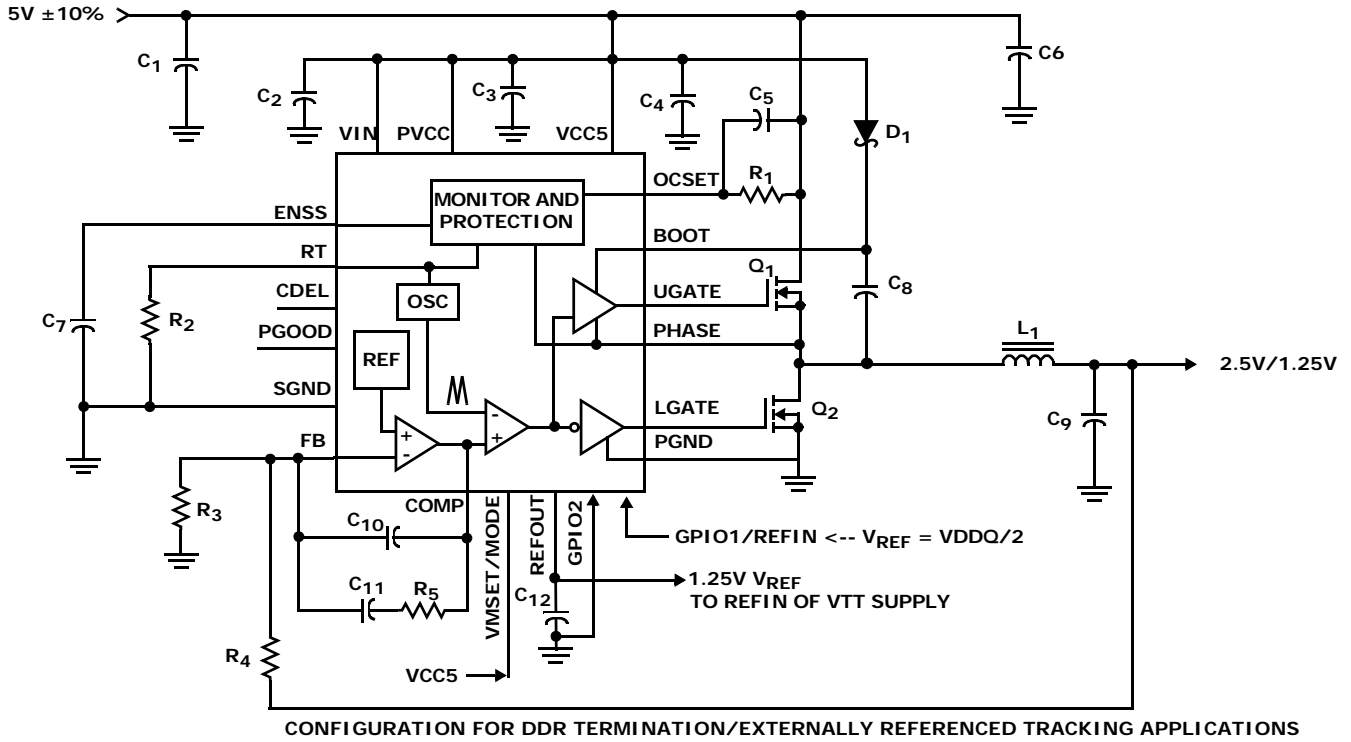 5V ±10%
C1
C2
C3
C4
C5
C6
D1
VIN
PVCC
VCC5
OCSET
R1
MONITOR AND
PROTECTION
ENSS
BOOT
RT
Q1
C8
CDEL
OSC
UGATE
C7
R2
PGOOD
PHASE
L1
REF
2.5V/1.25V
SGND
LGATE
Q2
C9
+
-
-
+
FB
PGND
R3
COMP
VMSET/MODE
REFOUT
GPIO2
C10
GPIO1/REFIN <-- VREF = VDDQ/2
C11
R5
C12
1.25V VREF
TO REFIN OF VTT SUPPLY
R4
VCC5
CONFIGURATION FOR DDR TERMINATION/EXTERNALLY REFERENCED TRACKING APPLICATIONS